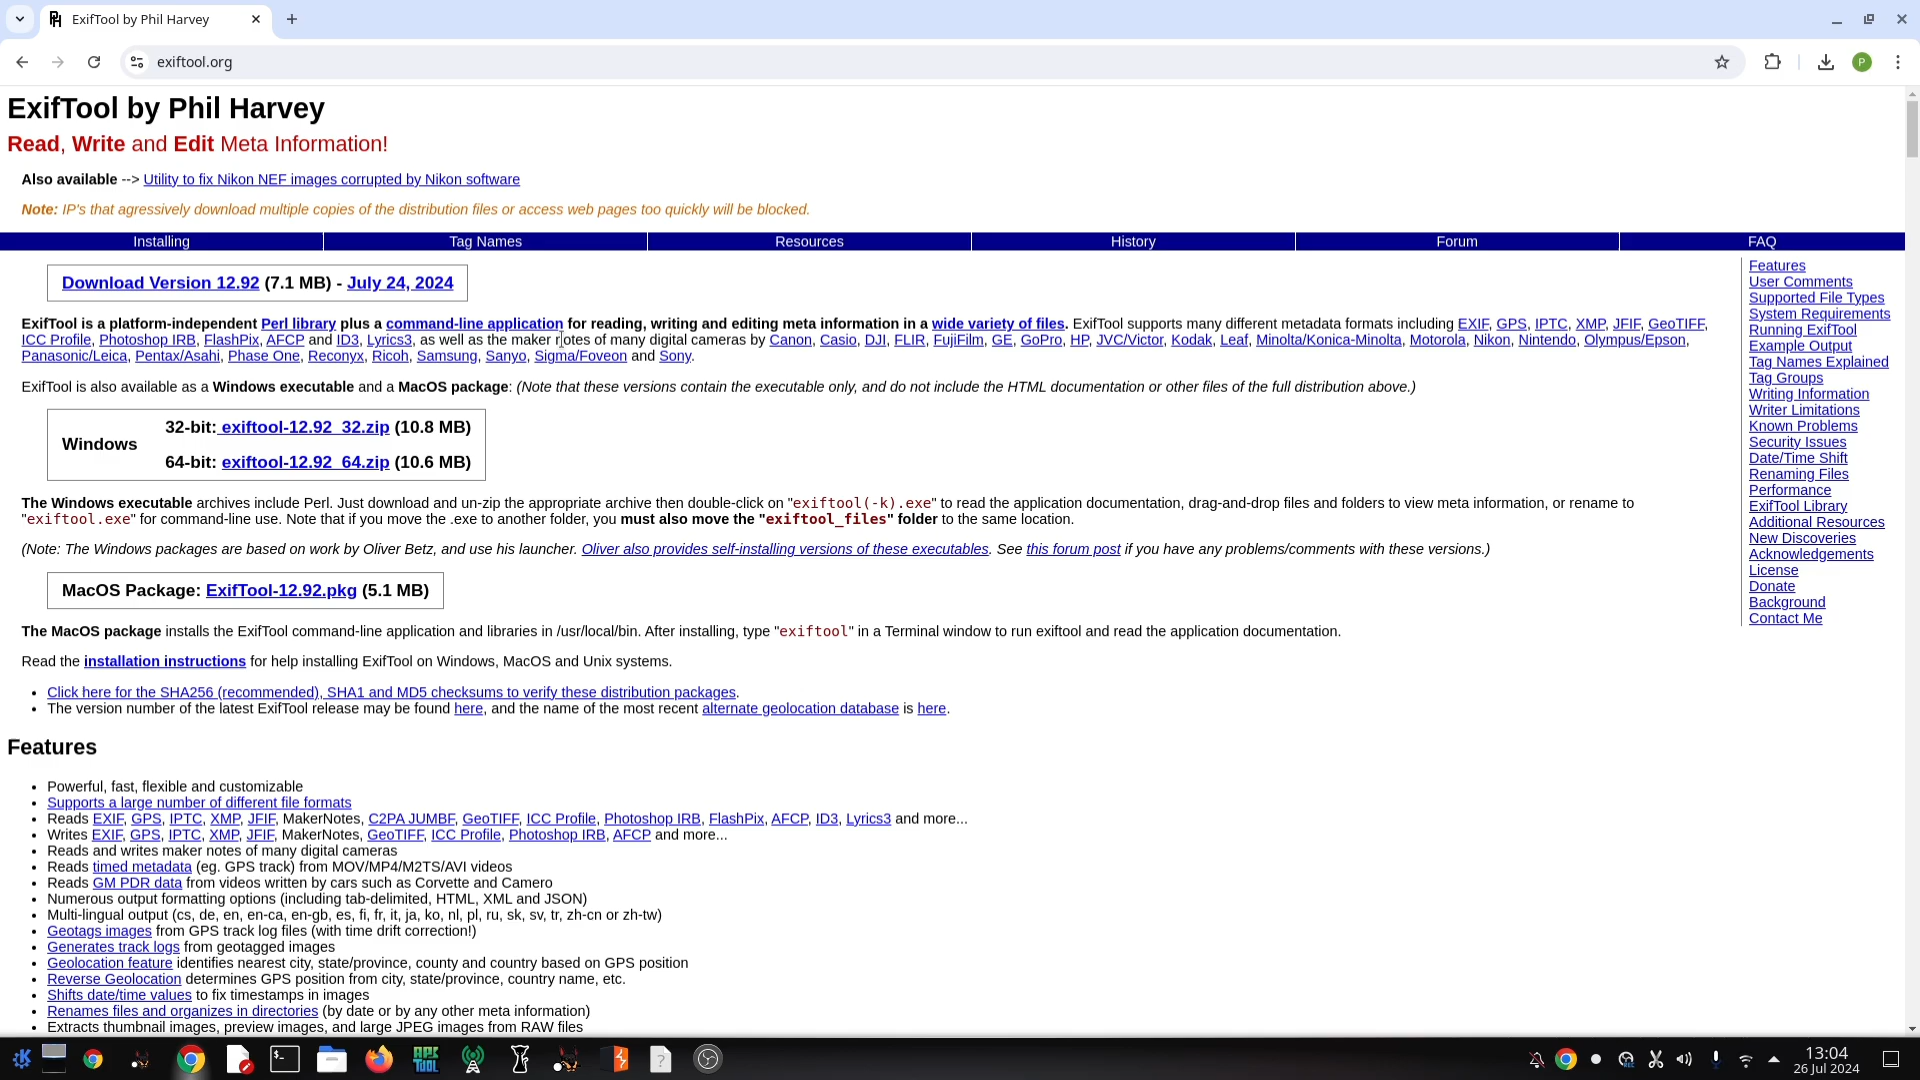 ExifTool by Phil Harvey
exiftool.org
P
ExifTool by Phil Harvey
Read, Write and Edit Meta Information!
Also available --> Utility to fix Nikon NEF images corrupted by Nikon software
Note: IP's that agressively download multiple copies of the distribution files or access web pages too quickly will be blocked.
Installing Tag Names Resources History Forum FAQ
Download Version 12.92 (7.1 MB) - July 24, 2024
ExifTool is a platform-independent Perl library plus a command-line application for reading, writing and editing meta information in a wide variety of files. ExifTool supports many different metadata formats including EXIF, GPS, IPTC, XMP, JFIF, GeoTIFF,
ICC Profile, Photoshop IRB, FlashPix, AFCP and ID3, Lyrics3, as well as the maker notes of many digital cameras by Canon, Casio, DJI, FLIR, FujiFilm, GE, GoPro, HP, JVC/Victor, Kodak, Leaf, Minolta/Konica-Minolta, Motorola, Nikon, Nintendo, Olympus/Epson,
Panasonic/Leica, Pentax/Asahi, Phase One, Reconyx, Ricoh, Samsung, Sanyo, Sigma/Foveon and Sony.
ExifTool is also available as a Windows executable and a MacOS package: (Note that these versions contain the executable only, and do not include the HTML documentation or other files of the full distribution above.)
Windows
32-bit: exiftool-12.92_32.zip (10.8 MB)
64-bit: exiftool-12.92_64.zip (10.6 MB)
The Windows executable archives include Perl. Just download and un-zip the appropriate archive then double-click on "exiftool(-k).exe" to read the application documentation, drag-and-drop files and folders to view meta information, or rename to
"exiftool.exe" for command-line use. Note that if you move the .exe to another folder, you must also move the "exiftool_files" folder to the same location.
(Note: The Windows packages are based on work by Oliver Betz, and use his launcher. Oliver also provides self-installing versions of these executables. See this forum post if you have any problems/comments with these versions.)
MacOS Package: ExifTool-12.92.pkg (5.1 MB)
The MacOS package installs the ExifTool command-line application and libraries in /usr/local/bin. After installing, type "exiftool" in a Terminal window to run exiftool and read the application documentation.
Read the installation instructions for help installing ExifTool on Windows, MacOS and Unix systems.
• Click here for the SHA256 (recommended), SHA1 and MD5 checksums to verify these distribution packages.
• The version number of the latest ExifTool release may be found here, and the name of the most recent alternate geolocation database is here.
Features
User Comments
Supported File Types
System Requirements
Running ExifTool
Example Output
Tag Names Explained
Tag Groups
Writing Information
Writer Limitations
Known Problems
Security Issues
Date/Time Shift
Renaming Files
Performance
ExifTool Library
Additional Resources
New Discoveries
Acknowledgements
License
Donate
Background
Contact Me
Features
• Powerful, fast, flexible and customizable
• Supports a large number of different file formats
• Reads EXIF, GPS, IPTC, XMP, JFIF, MakerNotes, C2PA JUMBF, GeoTIFF, ICC Profile, Photoshop IRB, FlashPix, AFCP, ID3, Lyrics3 and more...
• Writes EXIF, GPS, IPTC, XMP, JFIF, MakerNotes, GeoTIFF, ICC Profile, Photoshop IRB, AFCP and more...
• Reads and writes maker notes of many digital cameras
• Reads timed metadata (eg. GPS track) from MOV/MP4/M2TS/AVI videos
• Reads GM PDR data from videos written by cars such as Corvette and Camero
• Numerous output formatting options (including tab-delimited, HTML, XML and JSON)
• Multi-lingual output (cs, de, en, en-ca, en-gb, es, fi, fr, it, ja, ko, nl, pl, ru, sk, sv, tr, zh-cn or zh-tw)
• Geotags images from GPS track log files (with time drift correction!)
• Generates track logs from geotagged images
• Geolocation feature identifies nearest city, state/province, county and country based on GPS position
• Reverse Geolocation determines GPS position from city, state/province, country name, etc.
• Shifts date/time values to fix timestamps in images
• Renames files and organizes in directories (by date or by any other meta information)
• Extracts thumbnail images, preview images, and large JPEG images from RAW files
APK
TOOL
13:04
26 Jul 2024